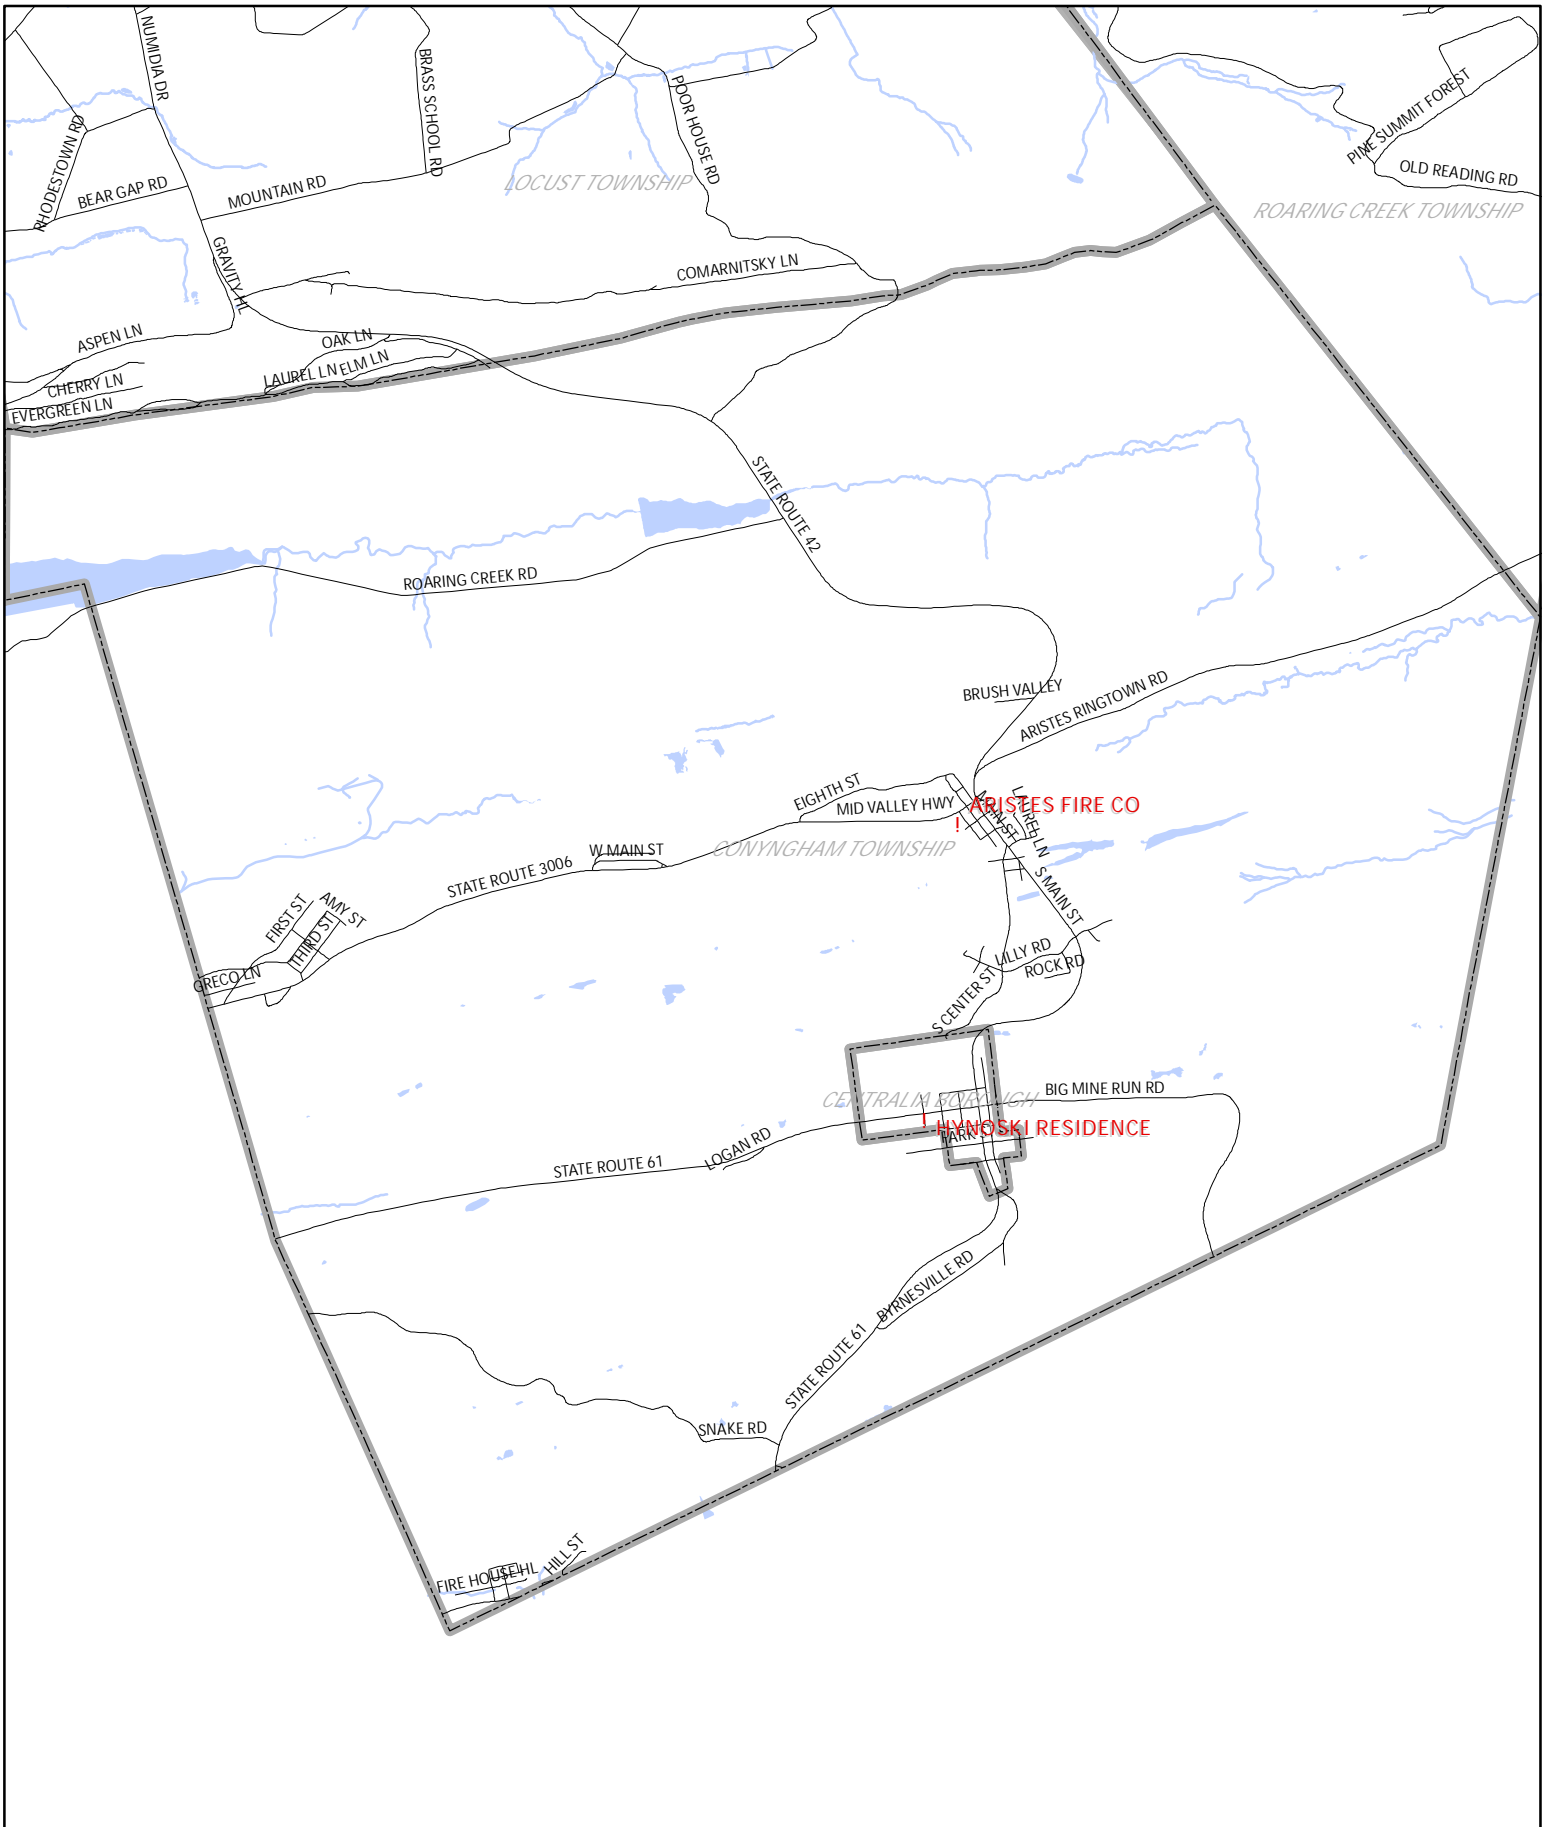 NUMIDIA DR
BRASS SCHOOL RD
POOR HOUSE RD
PINE SUMMIT FOREST
RHODESTOWN RD
BEAR GAP RD
MOUNTAIN RD
LOCUST TOWNSHIP
OLD READING RD
ROARING CREEK TOWNSHIP
GRAVITY HL
COMARNITSKY LN
ASPEN LN
OAK LN
LAUREL LN
ELM LN
CHERRY LN
EVERGREEN LN
STATE ROUTE 42
ROARING CREEK RD
BRUSH VALLEY
ARISTES RINGTOWN RD
EIGHTH ST
MID VALLEY HWY
! ARISTES FIRE CO
MAIN ST
LAUREL LN
CONYNGHAM TOWNSHIP
W MAIN ST
STATE ROUTE 3006
S MAIN ST
FIRST ST
AMY ST
THIRD ST
GRECO LN
LILLY RD
ROCK RD
S CENTER ST
CENTRALIA BOROUGH
BIG MINE RUN RD
! HYNOSKI RESIDENCE
PARK ST
LOGAN RD
STATE ROUTE 61
BYRNESVILLE RD
STATE ROUTE 61
SNAKE RD
HILL ST
FIRE HOUSE HL